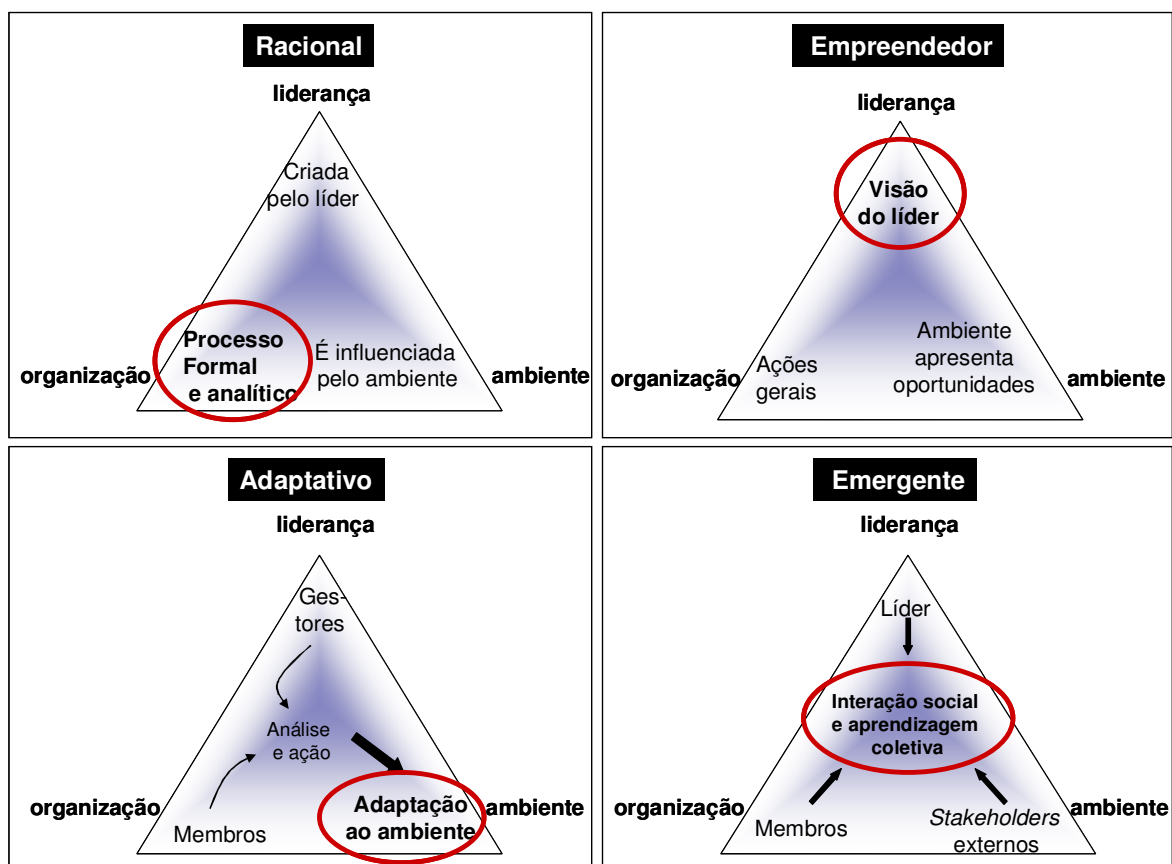 Racional
liderança
Criada
pelo líder
Processo
Formal
e analítico
É influenciada
pelo ambiente
organização
ambiente
Empreendedor
liderança
Visão
do líder
Ações
gerais
Ambiente
apresenta
oportunidades
organização
ambiente
Adaptativo
liderança
Ges-
tores
Análise
e ação
Adaptação
ao ambiente
organização
ambiente
Membros
Emergente
liderança
Líder
Interação social
e aprendizagem
coletiva
organização
ambiente
Membros
Stakeholders
externos